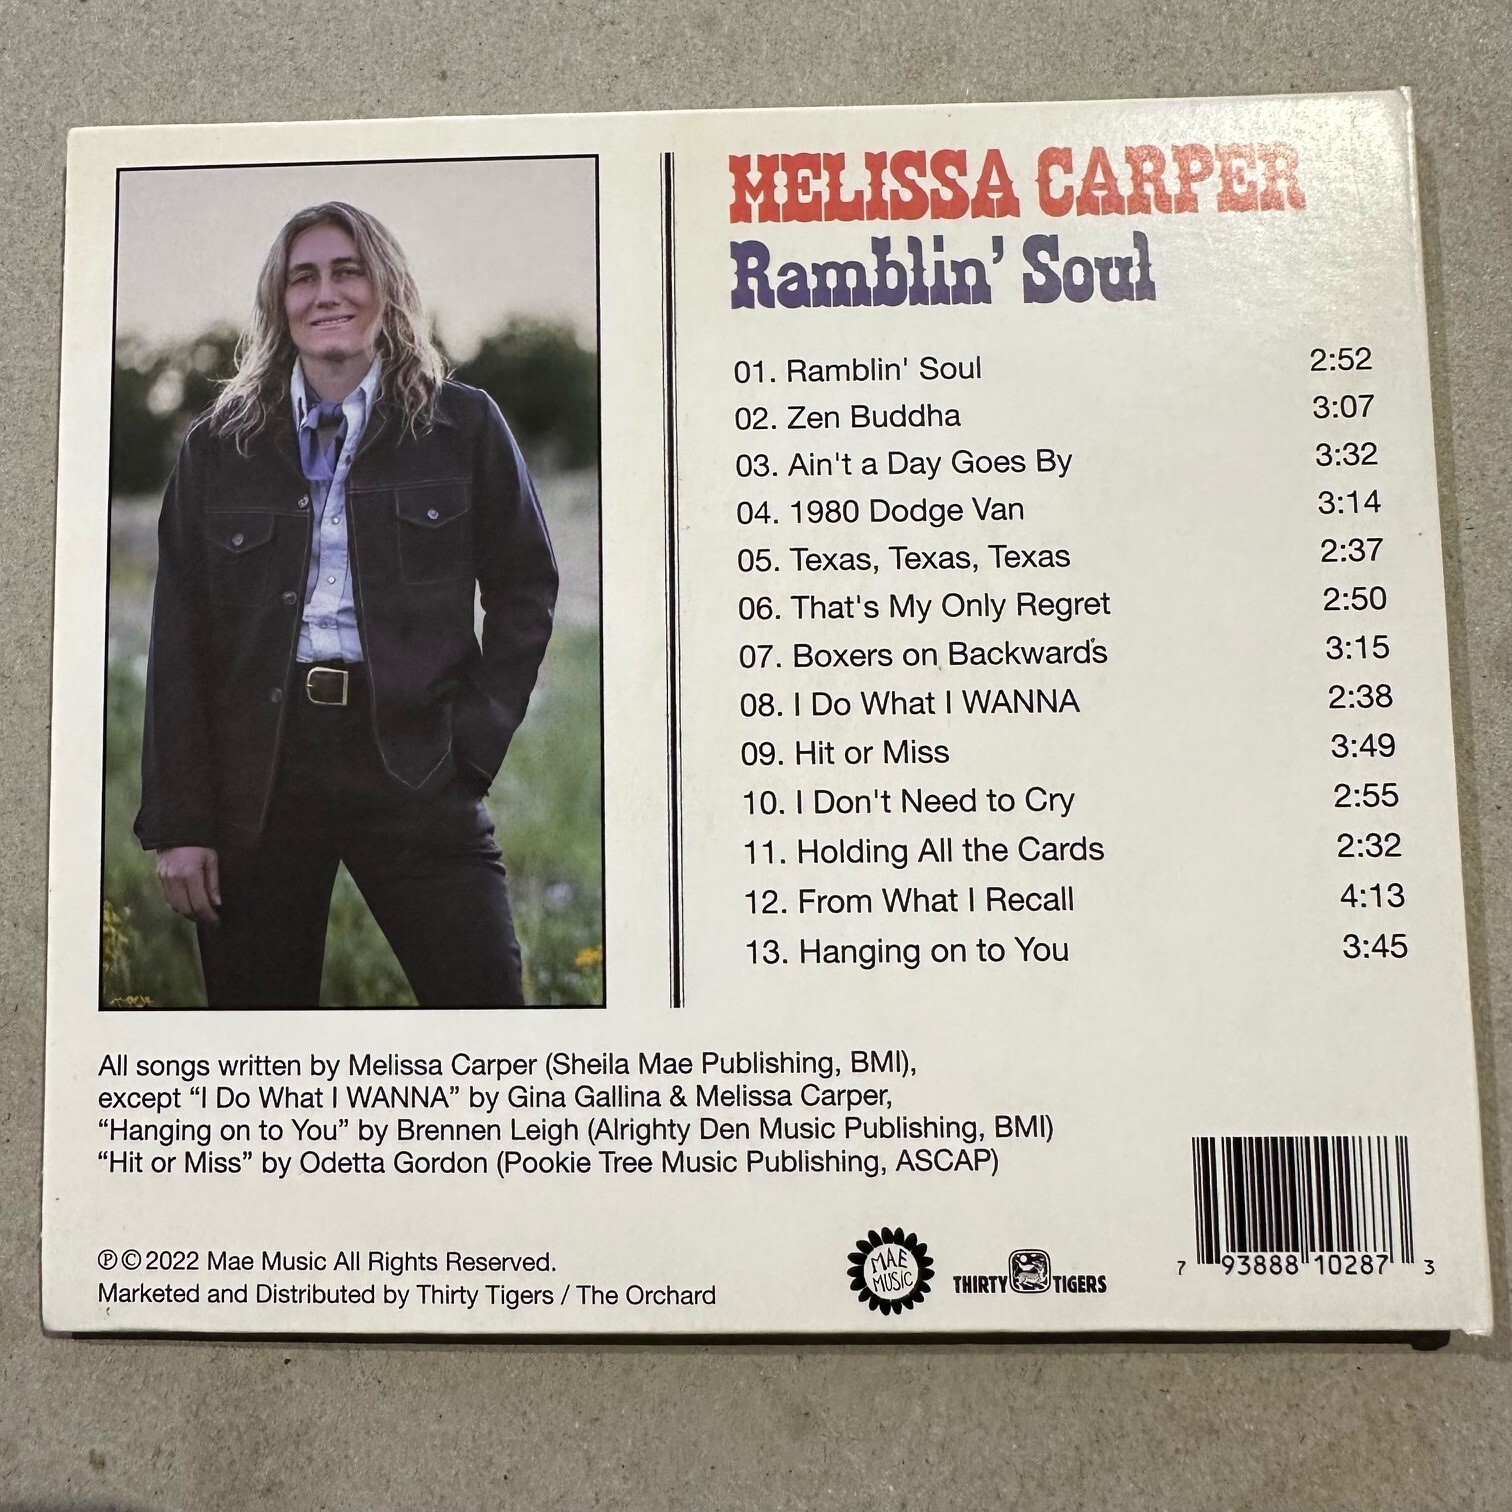 MELISSA CARPER
Ramblin' Soul
01. Ramblin' Soul 2:52
02. Zen Buddha 3:07
03. Ain't a Day Goes By 3:32
04. 1980 Dodge Van 3:14
05. Texas, Texas, Texas 2:37
06. That's My Only Regret 2:50
07. Boxers on Backwards 3:15
08. I Do What I WANNA 2:38
09. Hit or Miss 3:49
10. I Don't Need to Cry 2:55
11. Holding All the Cards 2:32
12. From What I Recall 4:13
13. Hanging on to You 3:45
All songs written by Melissa Carper (Sheila Mae Publishing, BMI),
except “I Do What I WANNA” by Gina Gallina & Melissa Carper,
“Hanging on to You” by Brennen Leigh (Alrighty Den Music Publishing, BMI)
“Hit or Miss” by Odetta Gordon (Pookie Tree Music Publishing, ASCAP)
℗©2022 Mae Music All Rights Reserved.
Marketed and Distributed by Thirty Tigers / The Orchard
MAE
MUSIC
THIRTY TIGERS
7 93888 10287 3